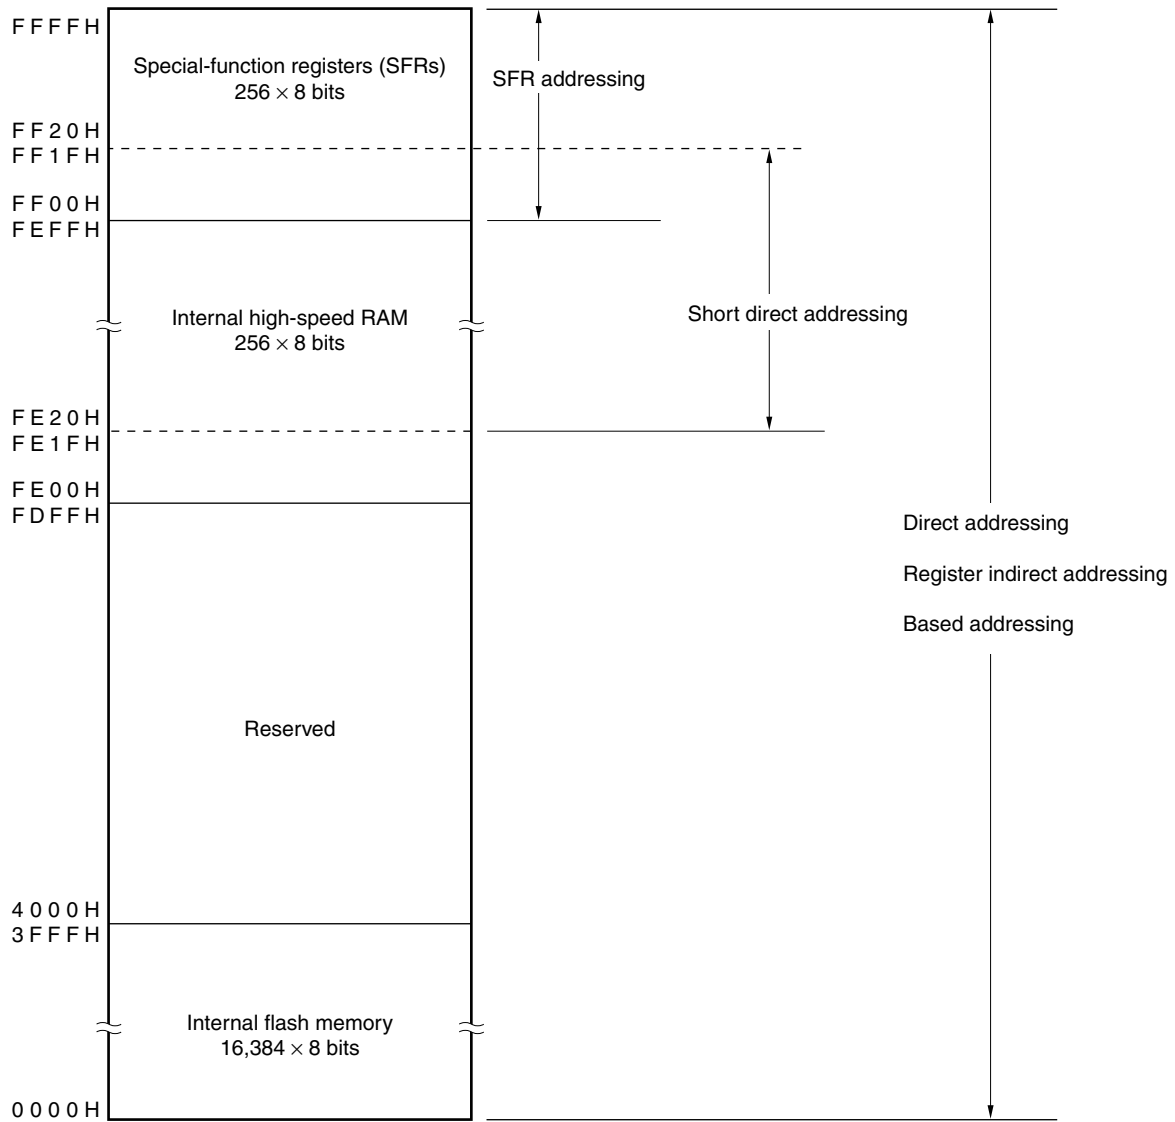 FFFFH
Special-function registers (SFRs)
256 × 8 bits
SFR addressing
FF20H
FF1FH
FF00H
FEFFH
Internal high-speed RAM
256 × 8 bits
Short direct addressing
FE20H
FE1FH
FE00H
FDFFH
Direct addressing
Register indirect addressing
Based addressing
Reserved
4000H
3FFFH
Internal flash memory
16,384 × 8 bits
0000H